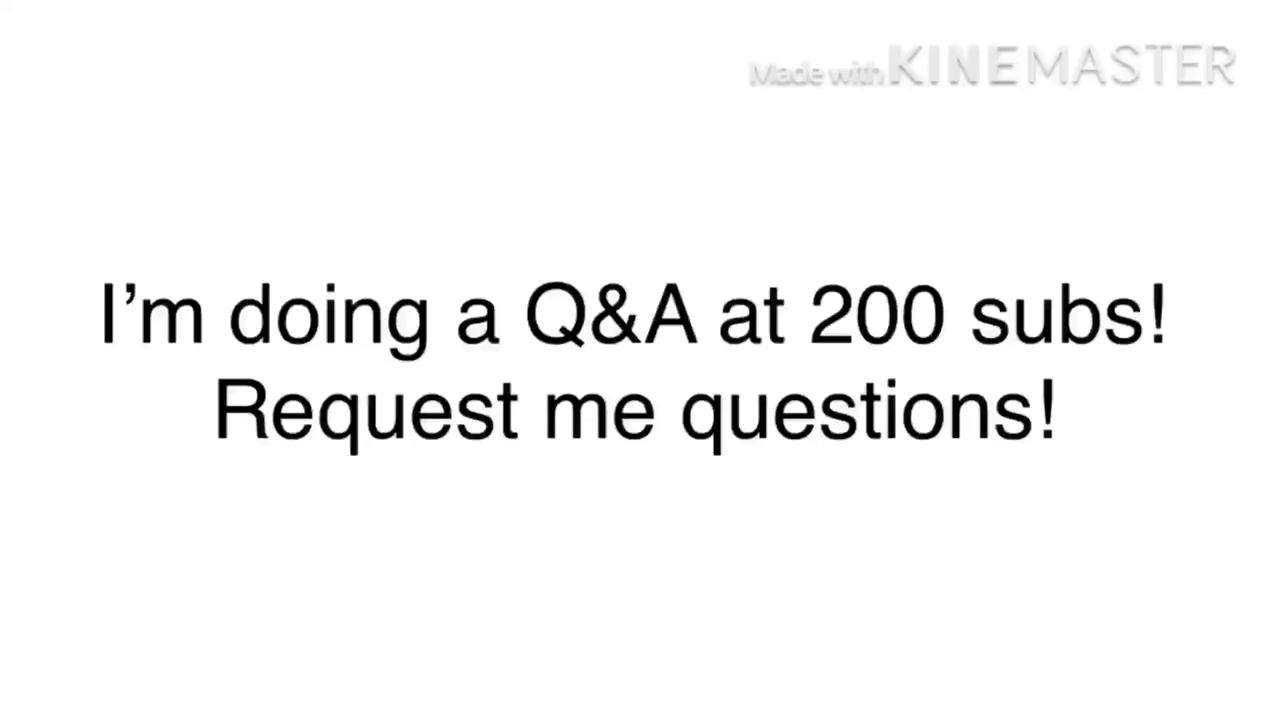 Made with KINEMASTER
I’m doing a Q&A at 200 subs!
Request me questions!